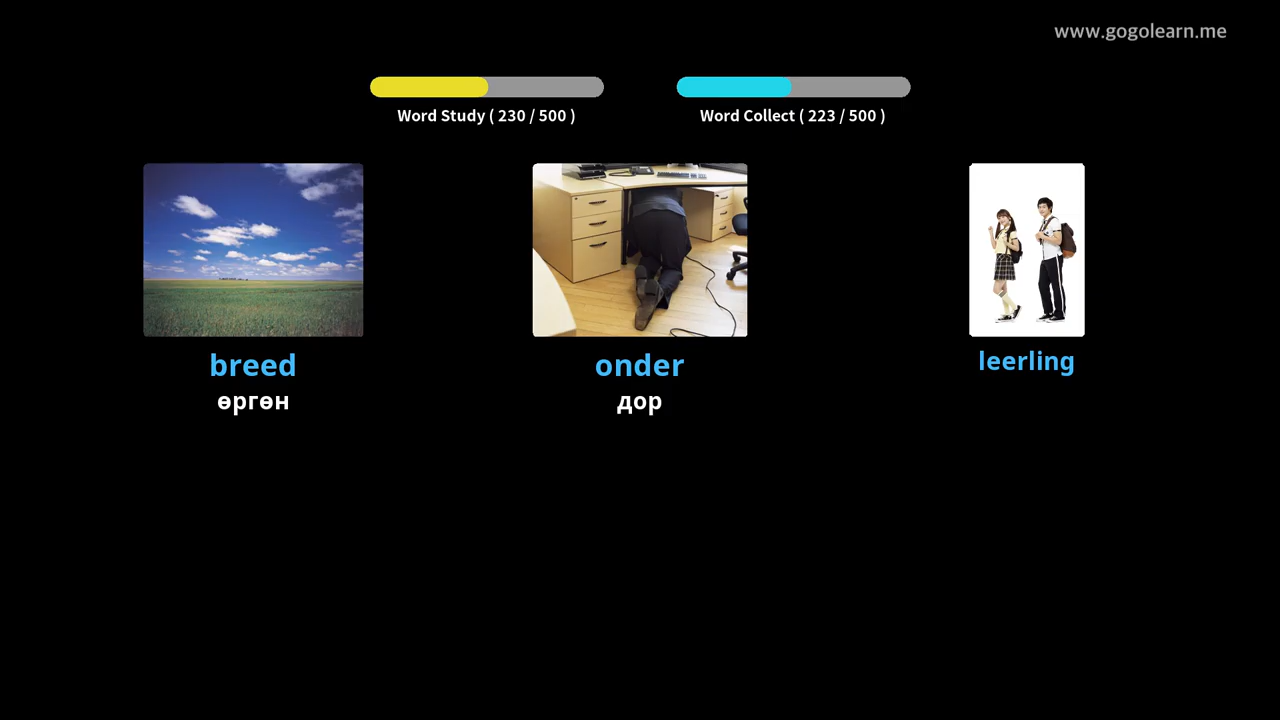 www.gogolearn.me
Word Study ( 230 / 500 )
Word Collect ( 223 / 500 )
breed
onder
leerling
өргөн
дор